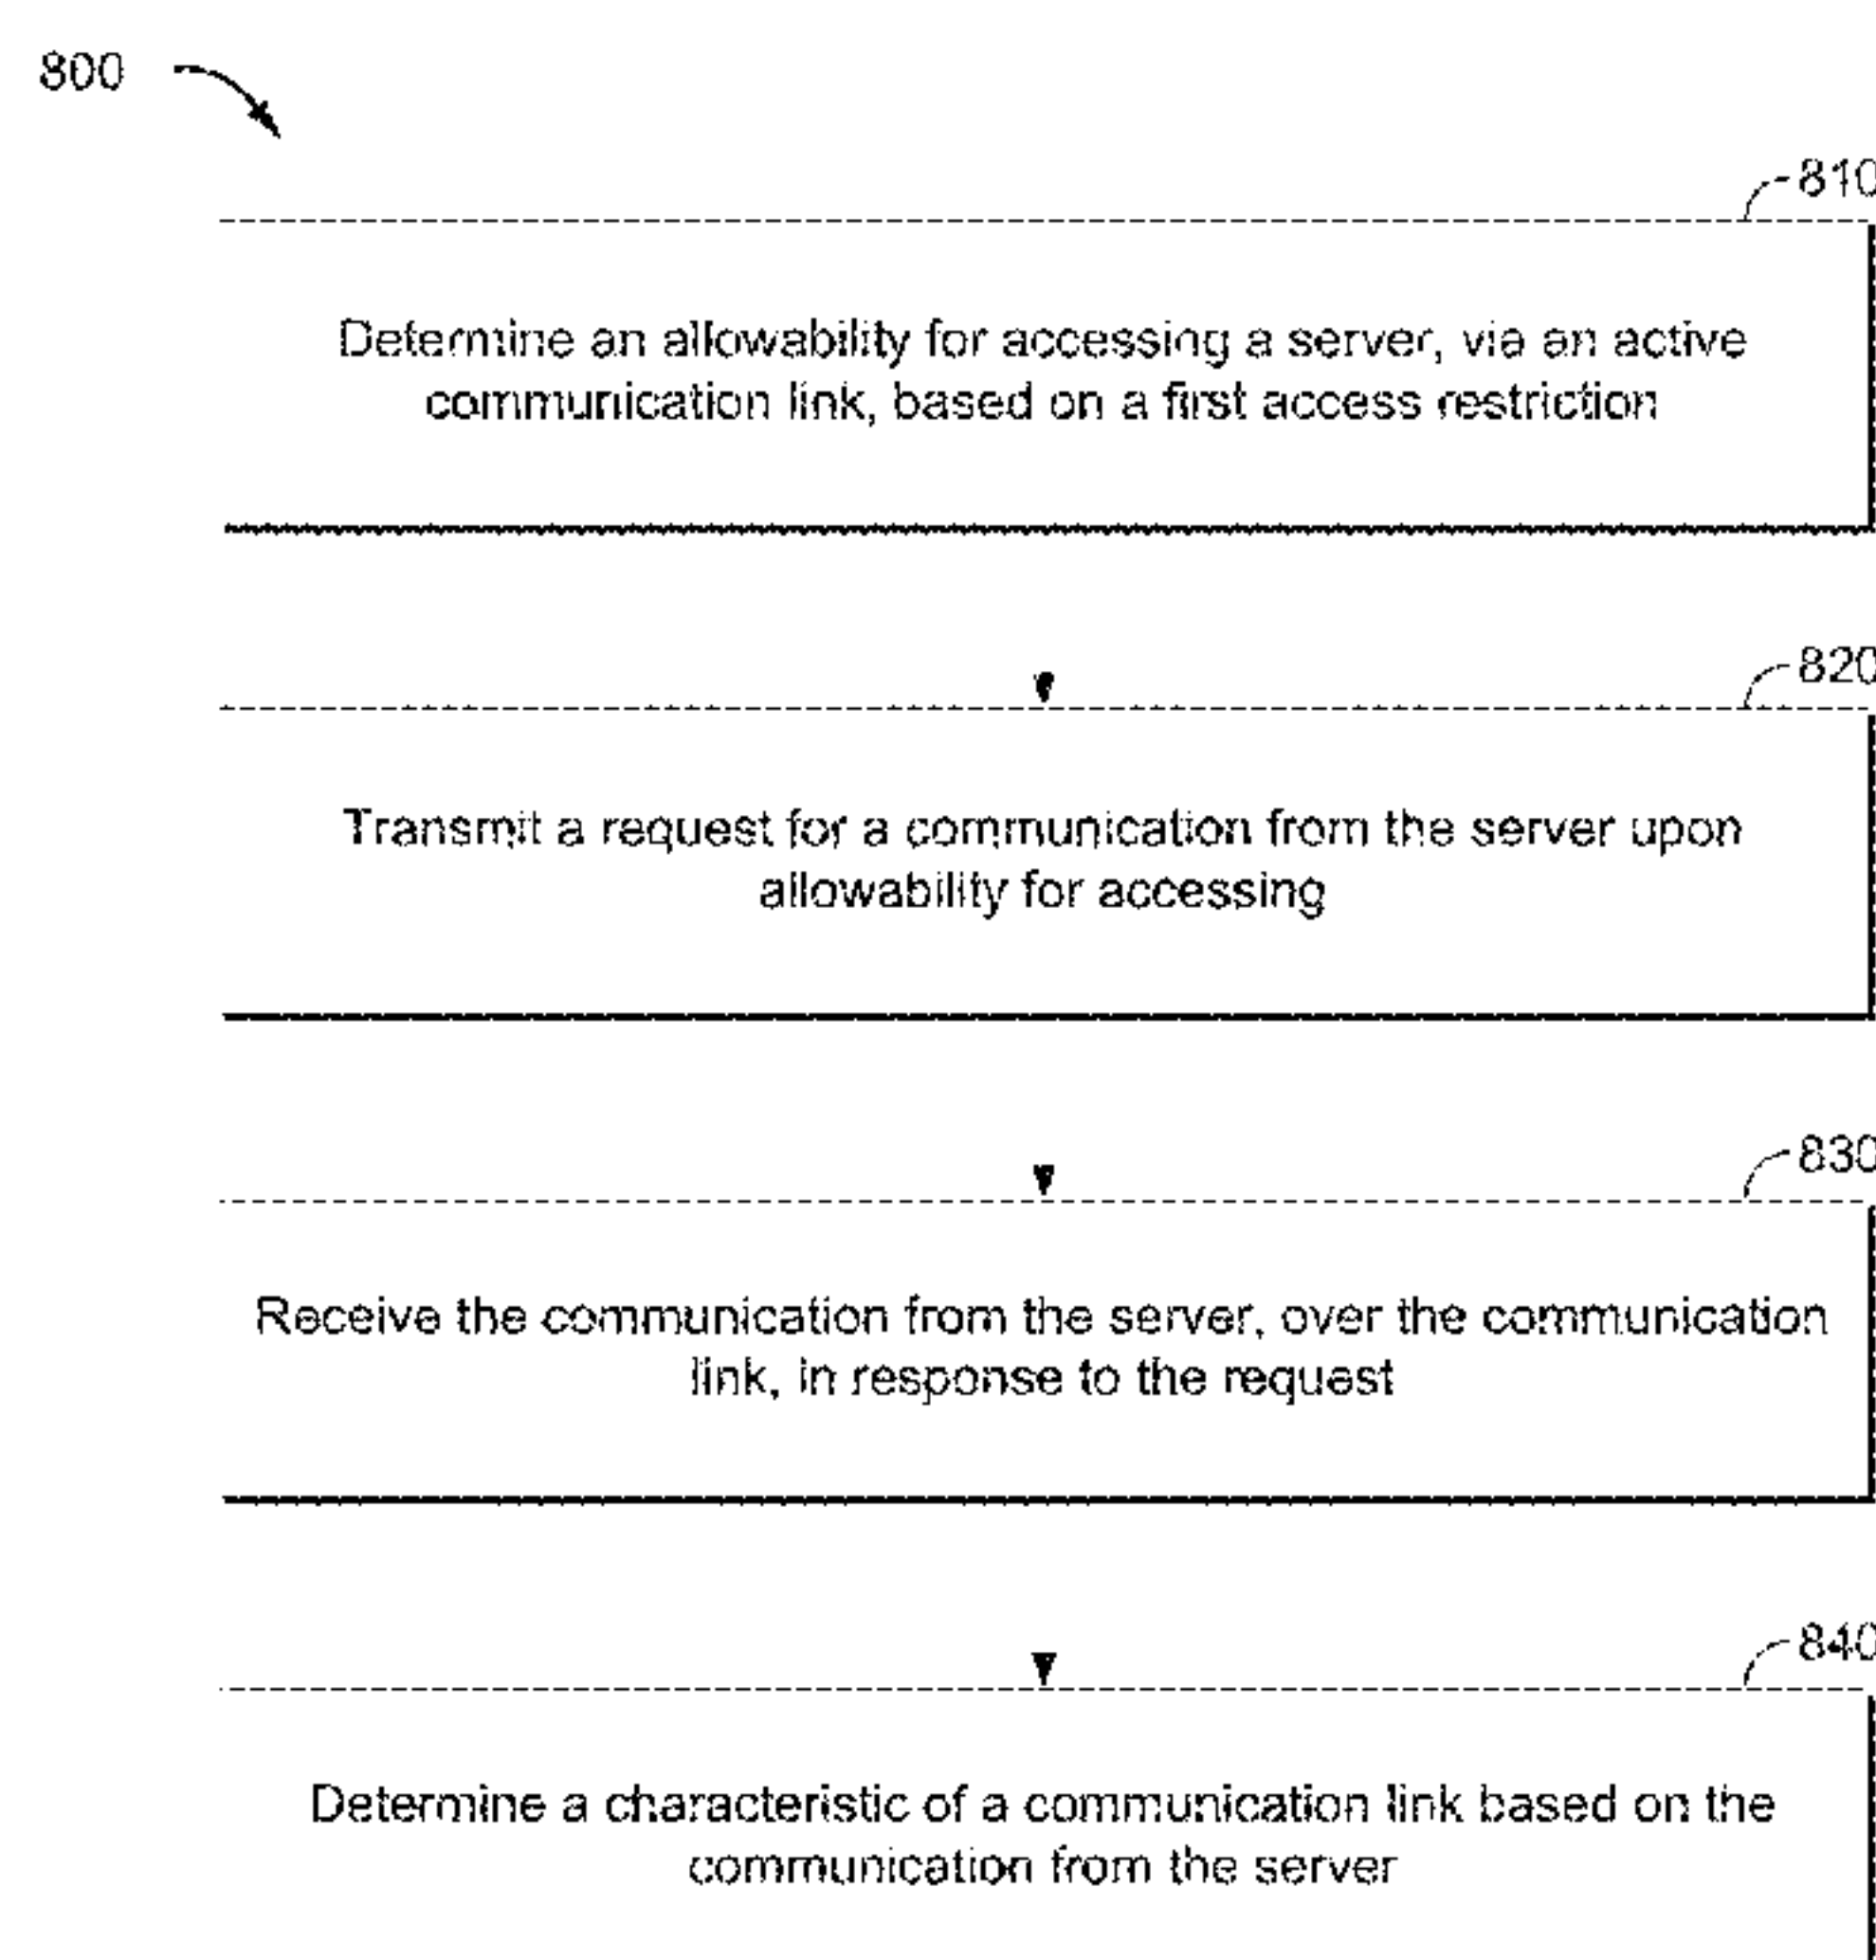 800
810
Determine an allowability for accessing a server, via an active
communication link, based on a first access restriction
820
Transmit a request for a communication from the server upon
allowability for accessing
830
Receive the communication from the server, over the communication
link, in response to the request
840
Determine a characteristic of a communication link based on the
communication from the server